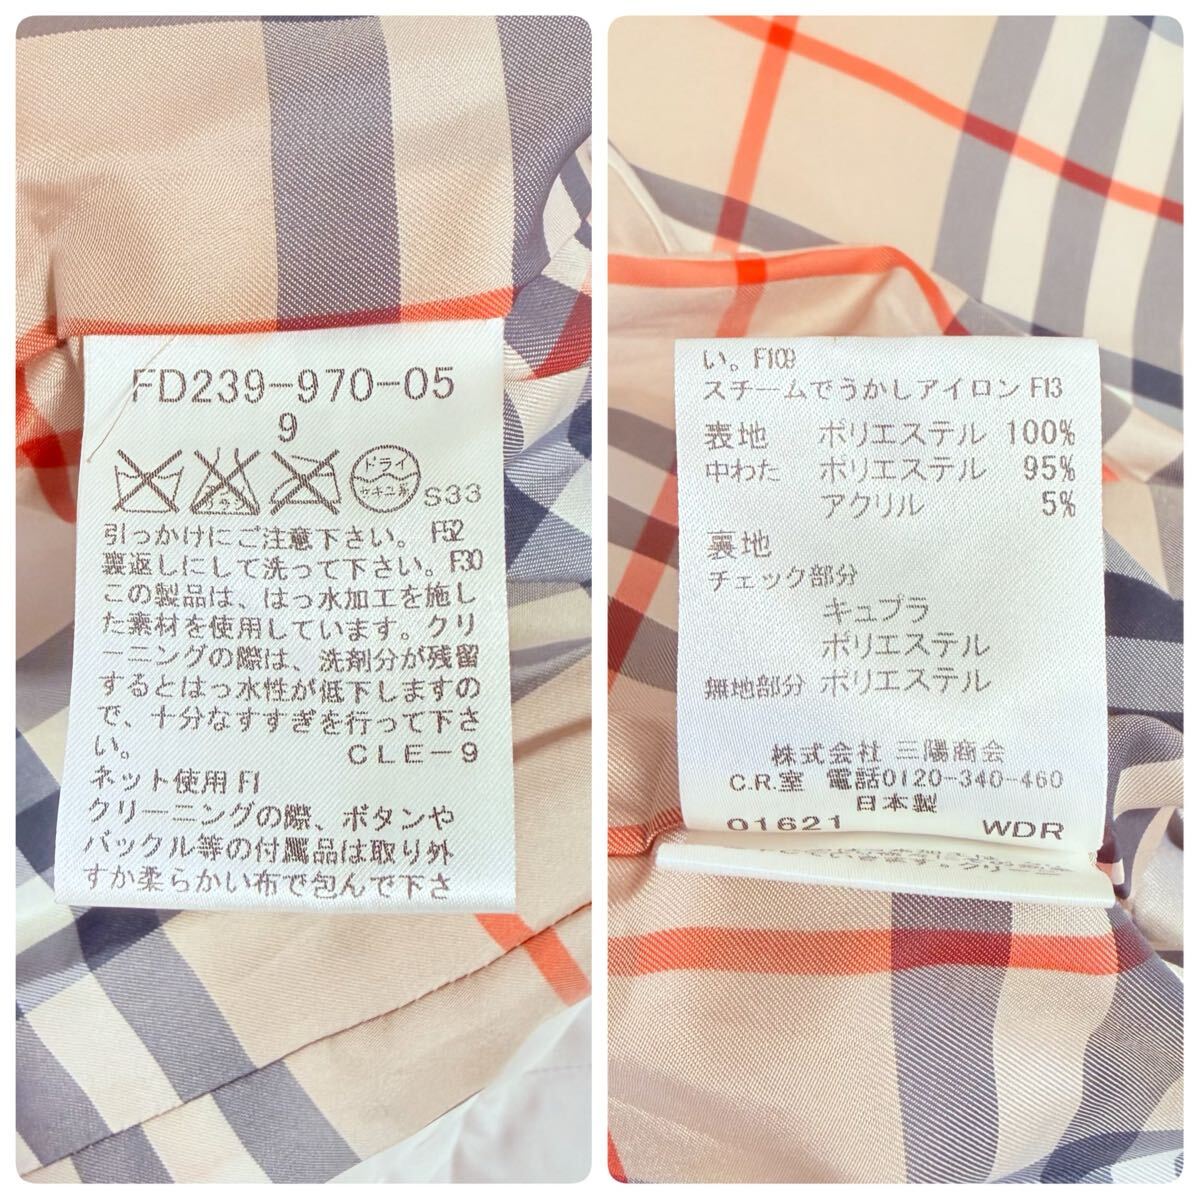 FD239-970-05
9
ドライ
セキユ系
S33
引っかけにご注意下さい。 F52
裏返しにして洗って下さい。F30
この製品は、はっ水加工を施し
た素材を使用しています。クリ
ーニングの際は、洗剤分が残留
するとはっ水性が低下しますの
で、十分なすすぎを行って下さ
い。 CLE-9
ネット使用 F1
クリーニングの際、ボタンや
バックル等の付属品は取り外
すか柔らかい布で包んで下さ
い。F109
スチームでうかしアイロン F13
表地 ポリエステル 100%
中わた ポリエステル 95%
アクリル 5%
裏地
チェック部分
キュプラ
ポリエステル
無地部分 ポリエステル
株式会社 三陽商会
C.R.室 電話0120-340-460
日本製
01621 WDR